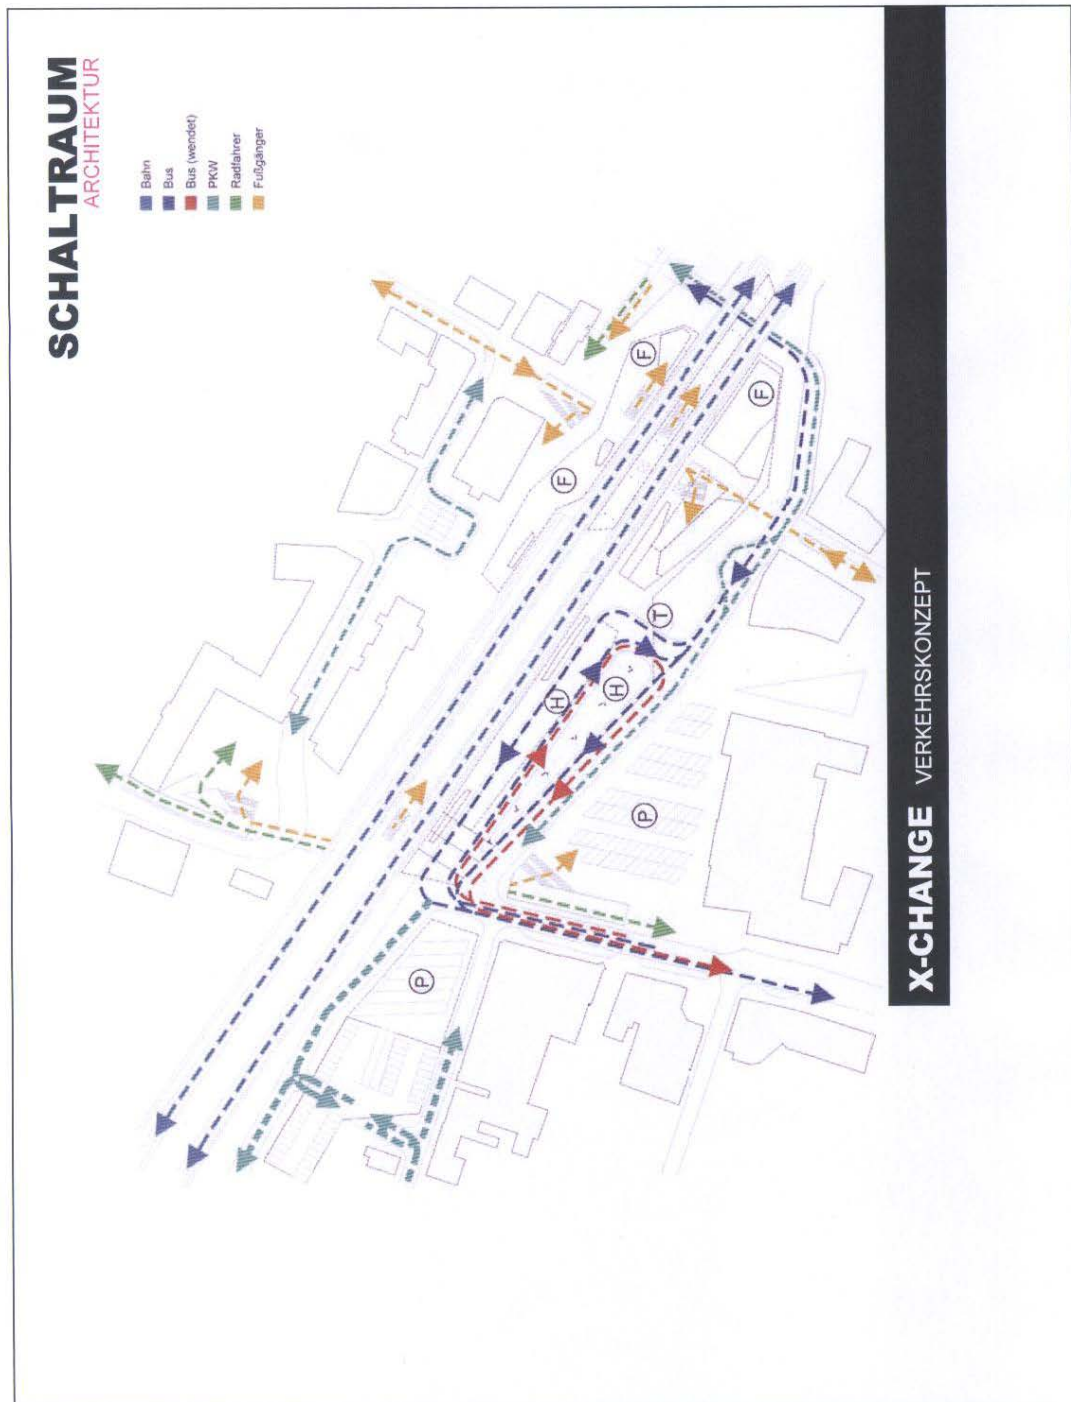 SCHALTRAUM
ARCHITEKTUR
Bahn
Bus
Bus (wendet)
PKW
Radfahrer
Fußgänger
F
F
F
T
H
H
P
P
X-CHANGE VERKEHRSKONZEPT